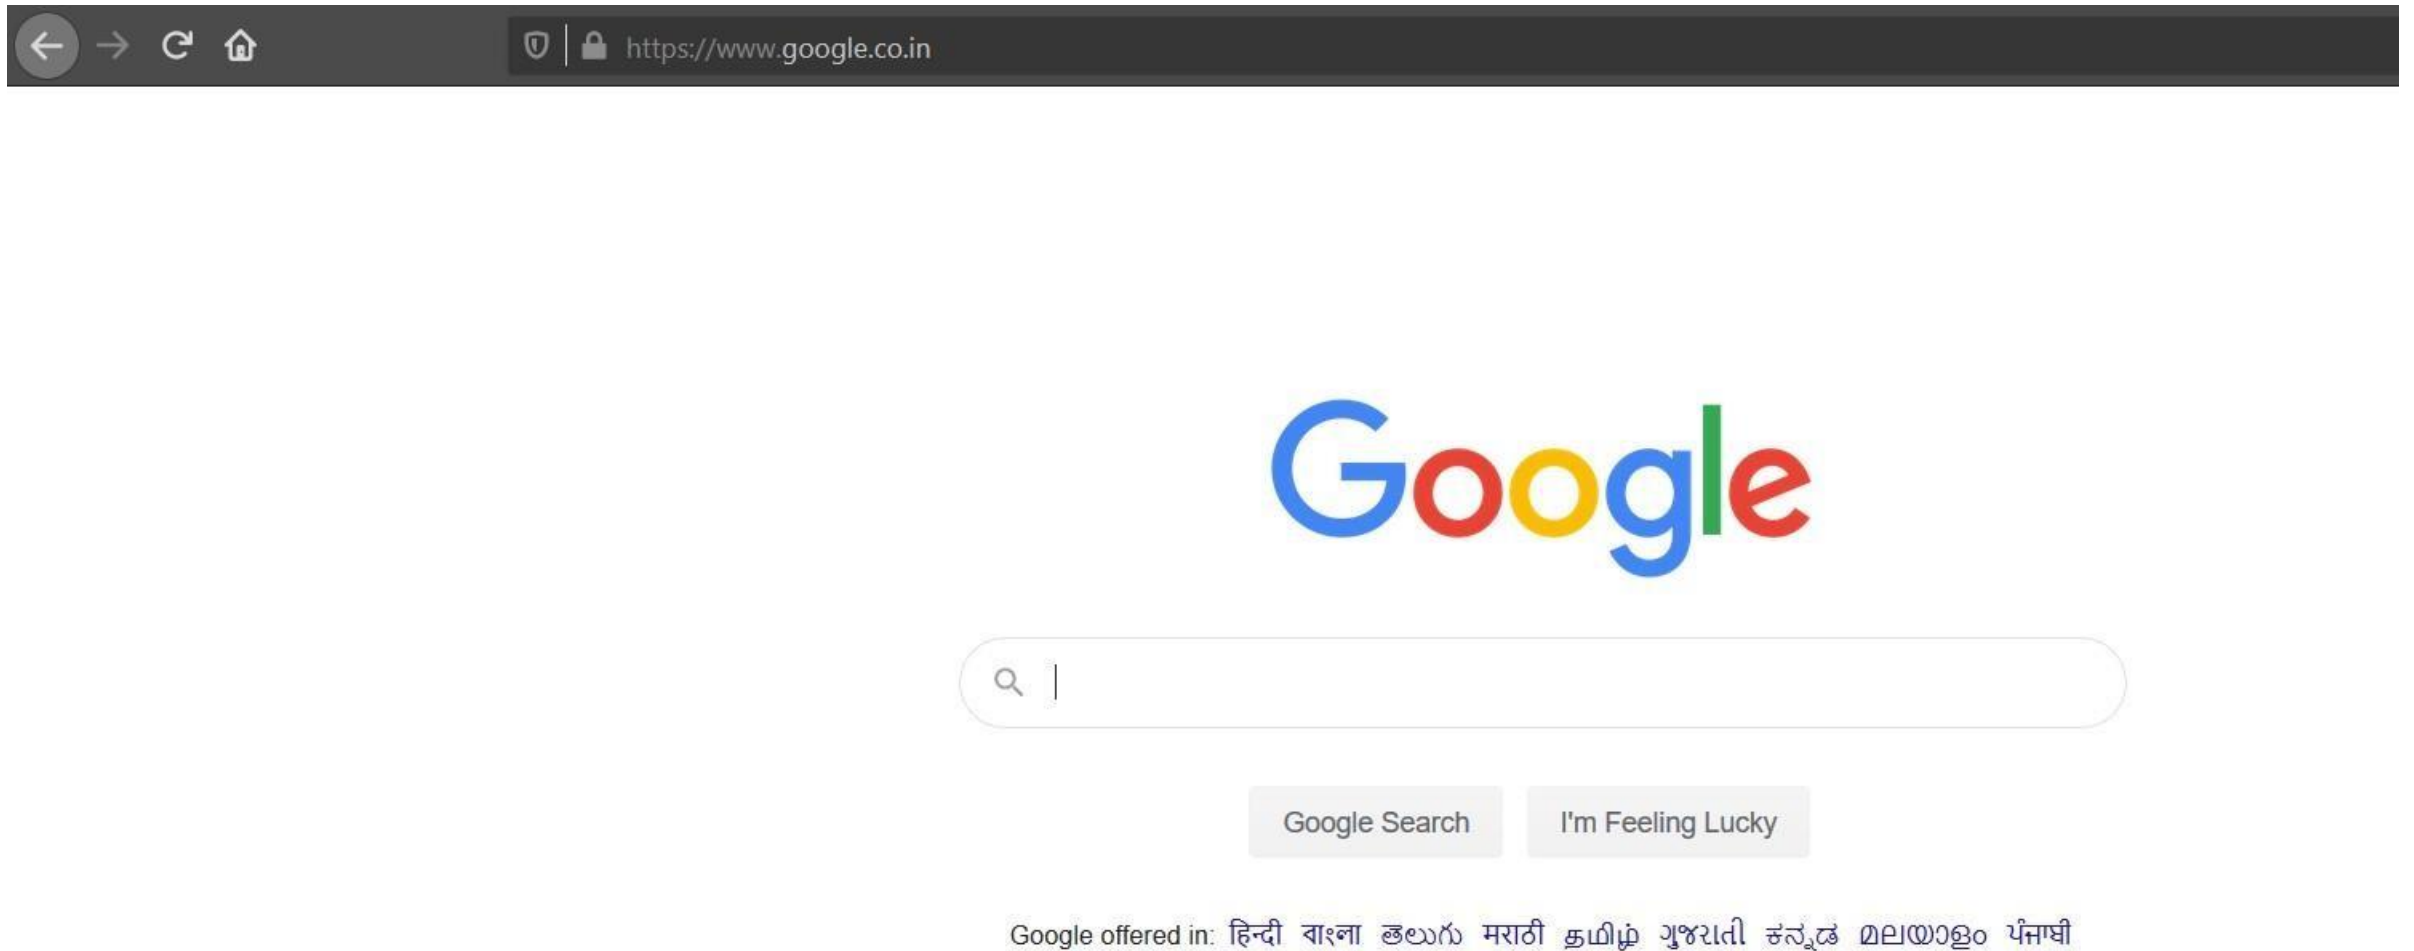 https://www.google.co.in
Google
Google Search I'm Feeling Lucky
Google offered in: हिन्दी বাংলা తెలుగు मराठी தமிழ் ગુજરાતી ಕನ್ನಡ മലയാളം ਪੰਜਾਬੀ